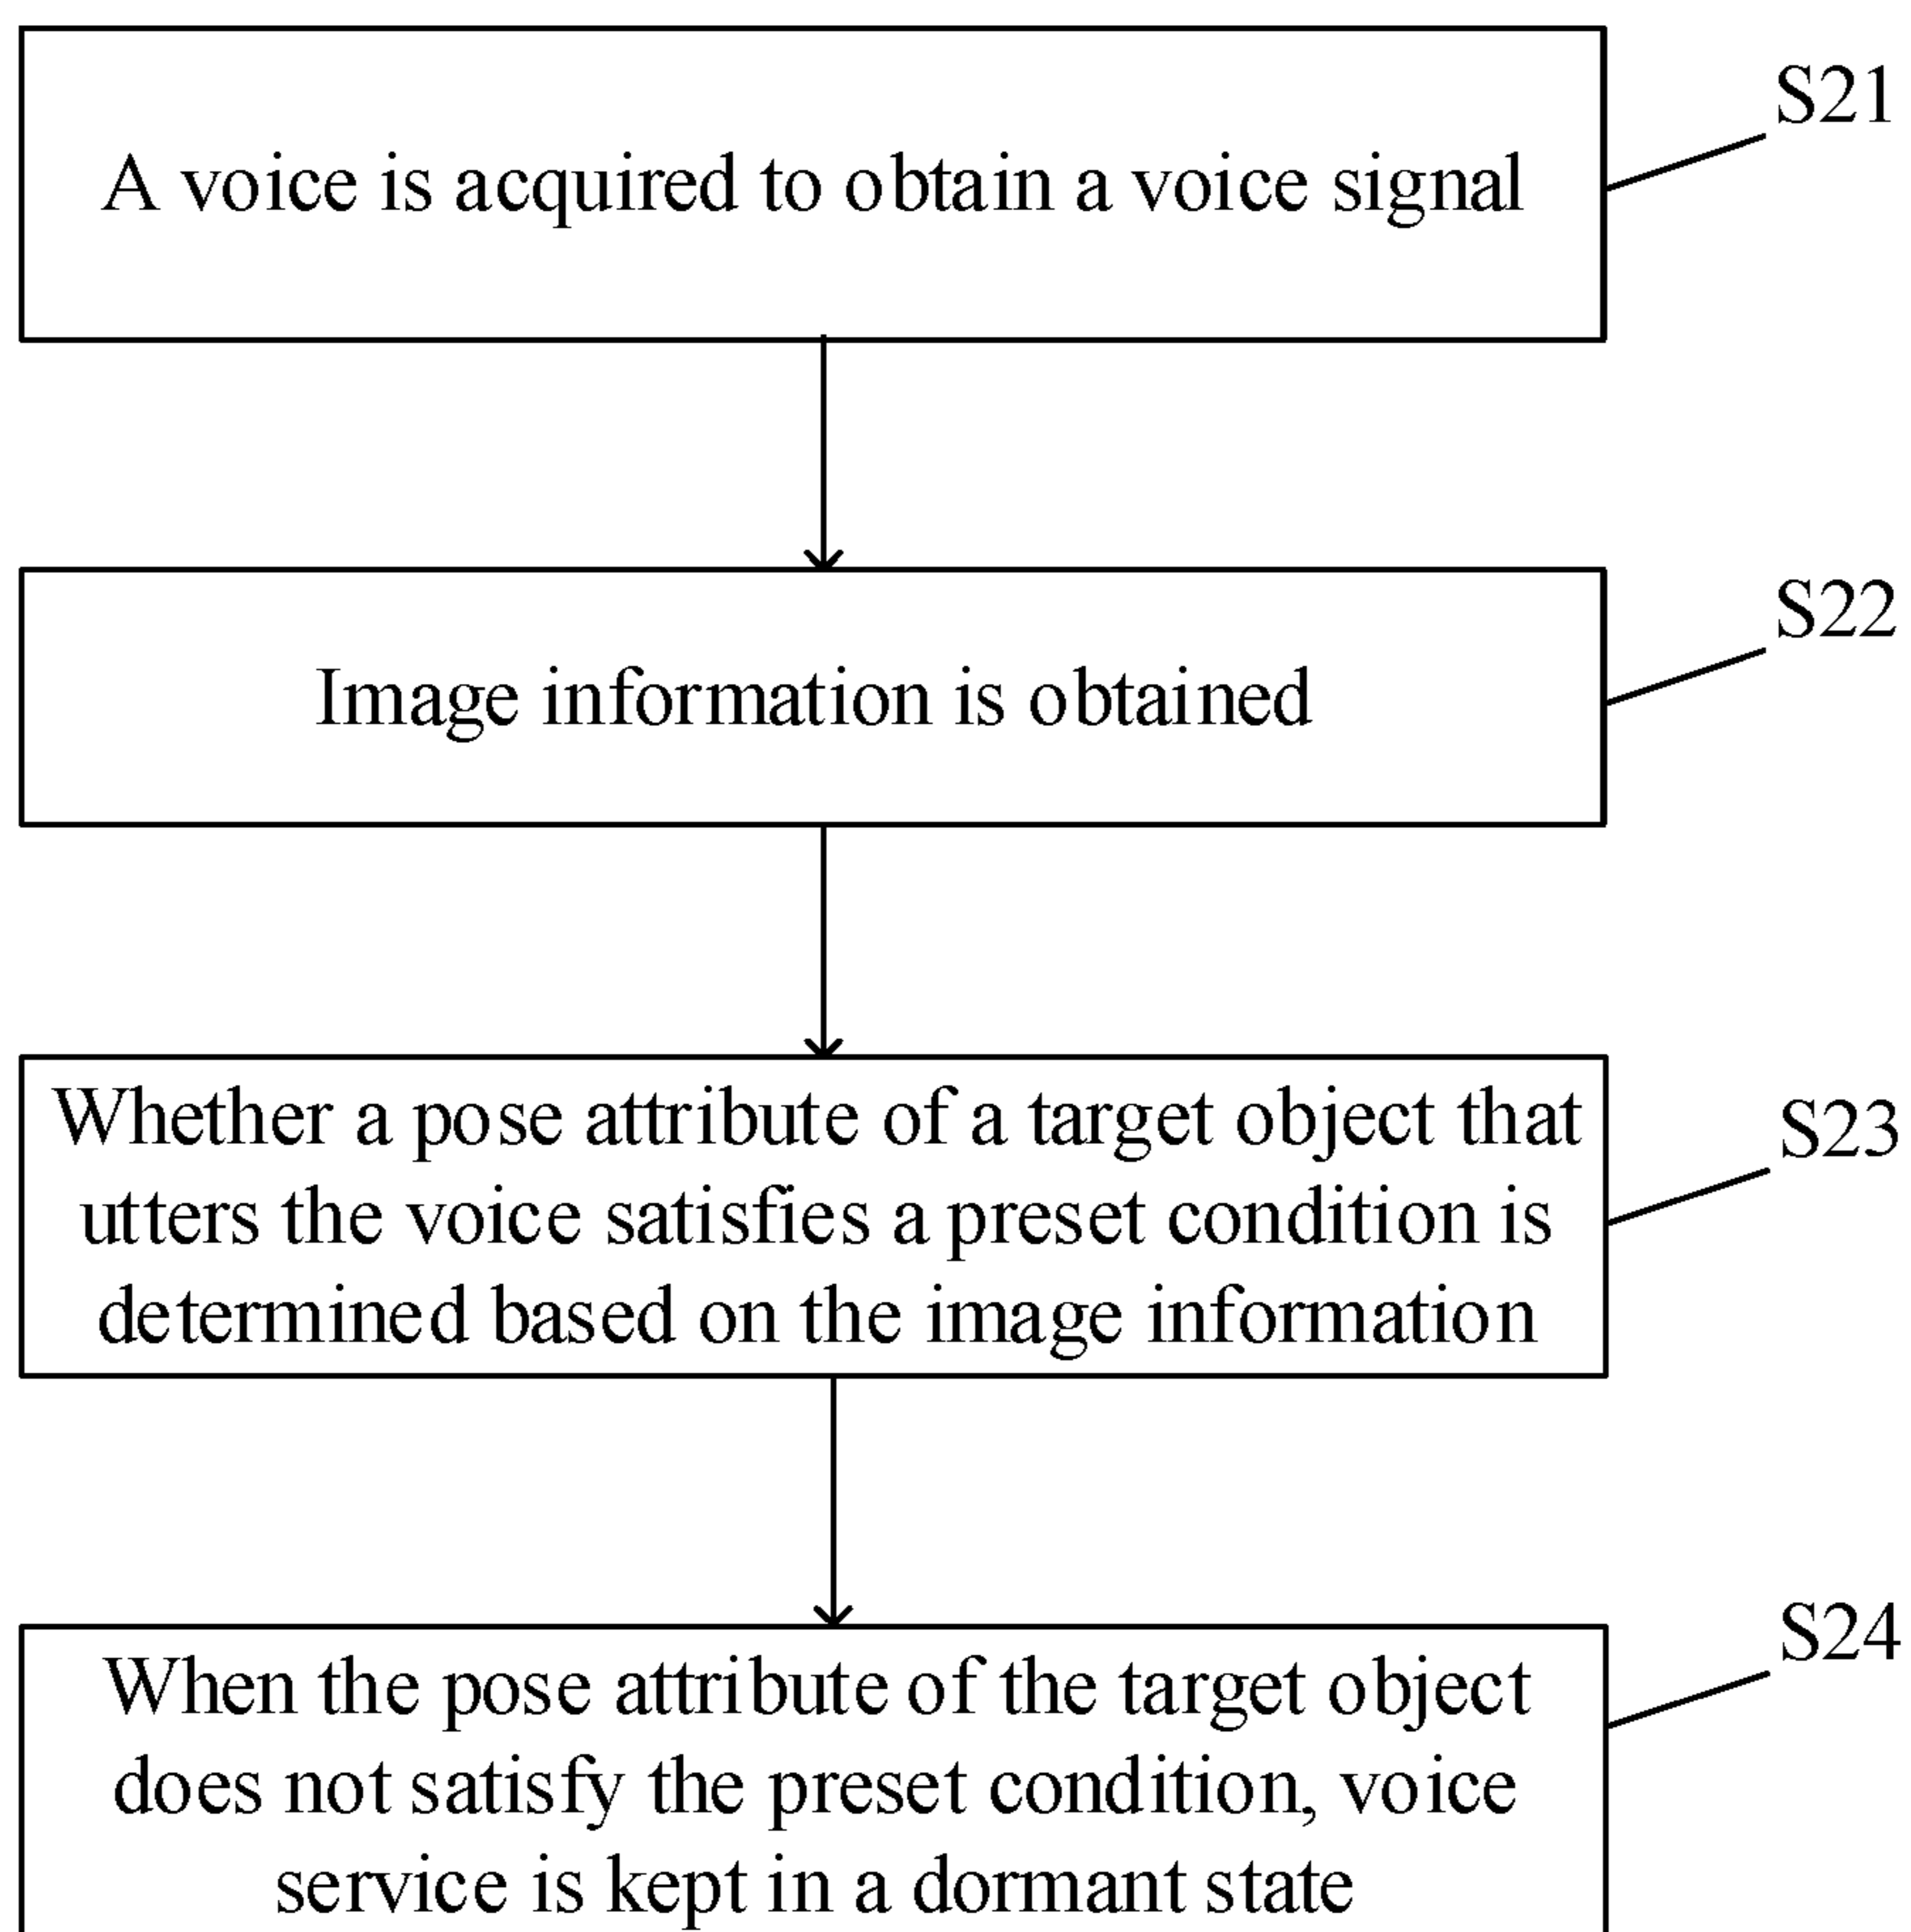 A voice is acquired to obtain a voice signal
S21
Image information is obtained
S22
Whether a pose attribute of a target object that
utters the voice satisfies a preset condition is
determined based on the image information
S23
When the pose attribute of the target object
does not satisfy the preset condition, voice
service is kept in a dormant state
S24